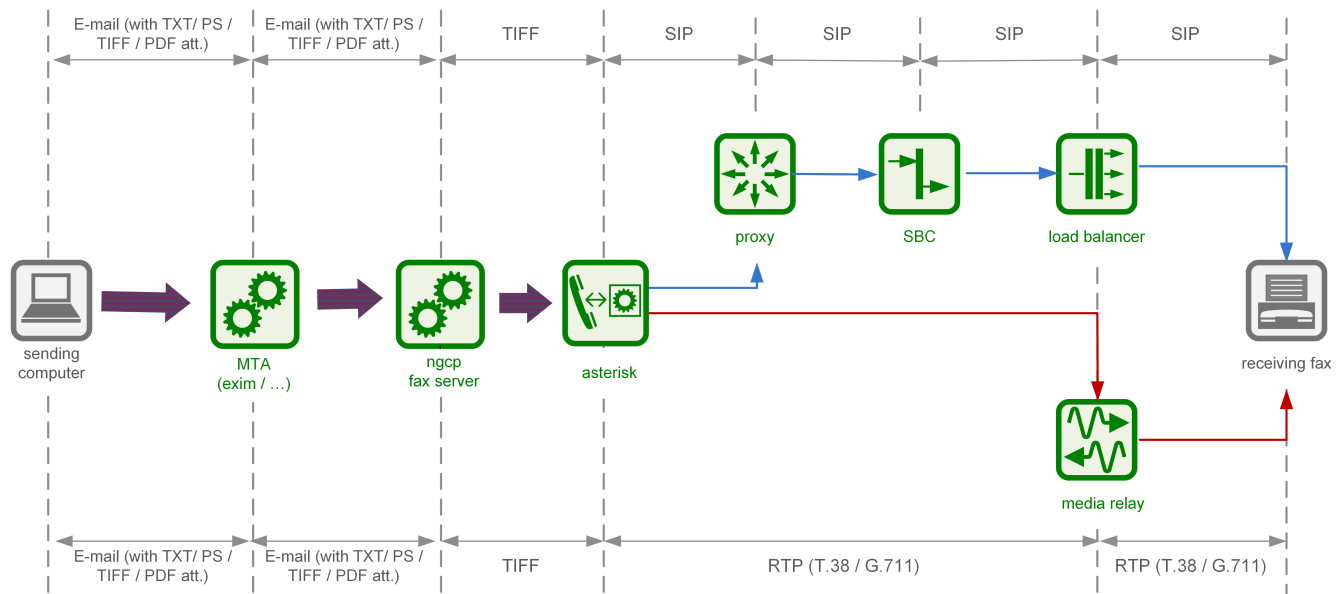 E-mail (with TXT/ PS /
TIFF / PDF att.)
E-mail (with TXT/ PS /
TIFF / PDF att.)
TIFF
SIP
SIP
SIP
SIP
proxy
SBC
load balancer
sending
computer
MTA
(exim / …)
ngcp
fax server
asterisk
receiving fax
media relay
E-mail (with TXT/ PS /
TIFF / PDF att.)
E-mail (with TXT/ PS /
TIFF / PDF att.)
TIFF
RTP (T.38 / G.711)
RTP (T.38 / G.711)